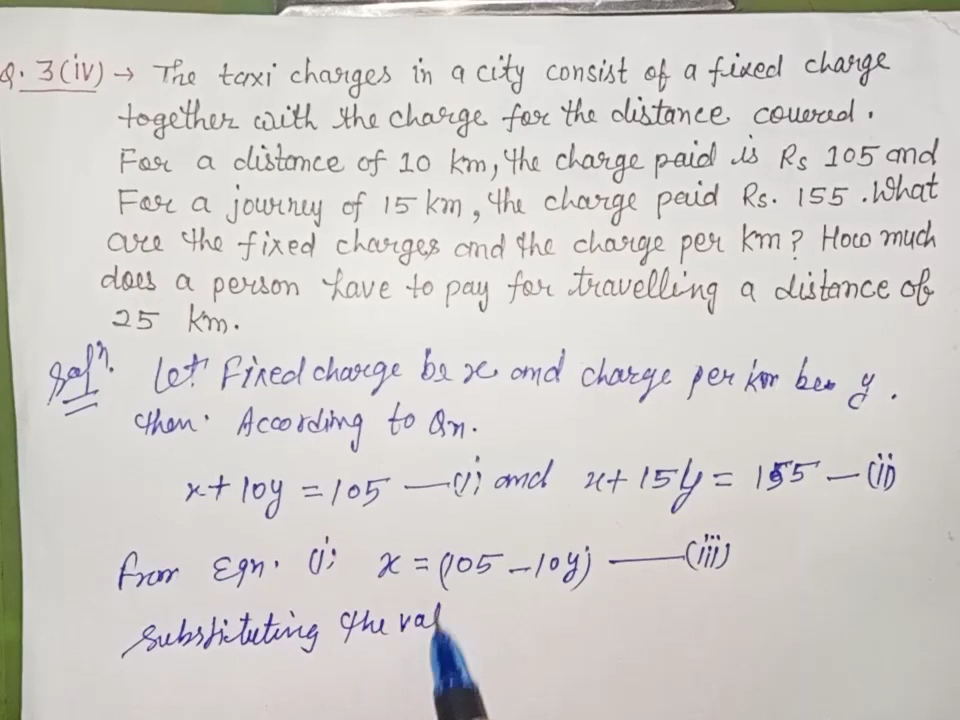 Q. 3(iv) → The taxi charges in a city consist of a fixed charge
together with the charge for the distance covered.
For a distance of 10 km, the charge paid is Rs 105 and
For a journey of 15 km, the charge paid Rs. 155. What
are the fixed charges and the charge per km? How much
does a person have to pay for travelling a distance of
25 km.
Solⁿ. Let Fixed charge be x and charge per km be y.
then. According to Qn.
x + 10y = 105 —(i) and x + 15y = 155 —(ii)
from Eqn. (i) x = (105 - 10y) ——(iii)
Substituting the val